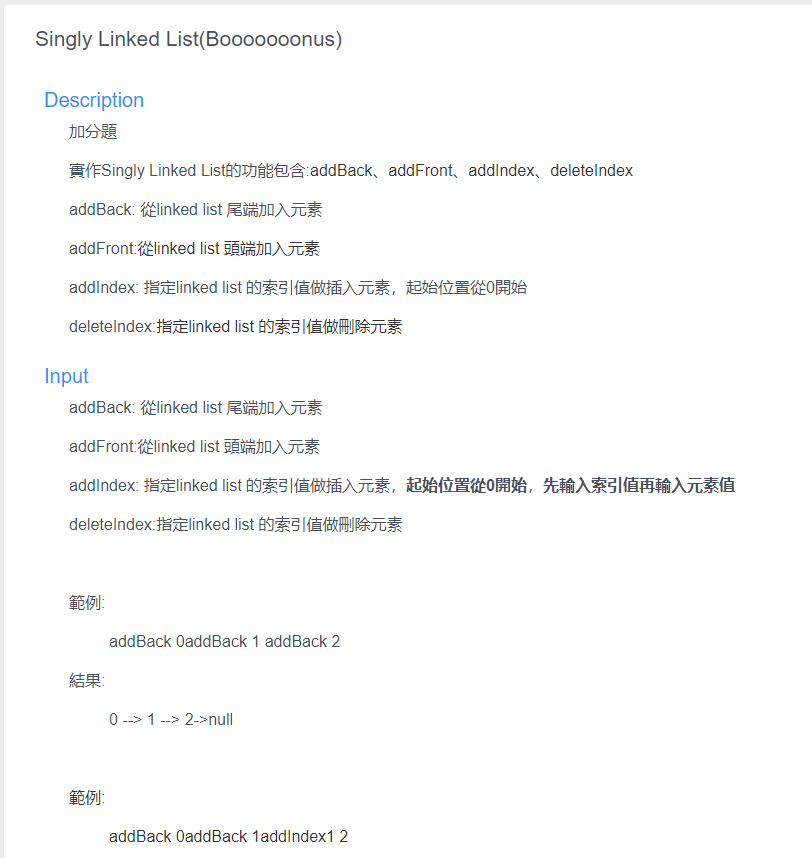 Singly Linked List(Booooooonus)
Description
加分題
實作Singly Linked List的功能包含:addBack、addFront、addIndex、deleteIndex
addBack: 從linked list 尾端加入元素
addFront:從linked list 頭端加入元素
addIndex: 指定linked list 的索引值做插入元素，起始位置從0開始
deleteIndex:指定linked list 的索引值做刪除元素
Input
addBack: 從linked list 尾端加入元素
addFront:從linked list 頭端加入元素
addIndex: 指定linked list 的索引值做插入元素，起始位置從0開始，先輸入索引值再輸入元素值
deleteIndex:指定linked list 的索引值做刪除元素
範例:
addBack 0addBack 1 addBack 2
結果:
0 --> 1 --> 2->null
範例:
addBack 0addBack 1addIndex1 2